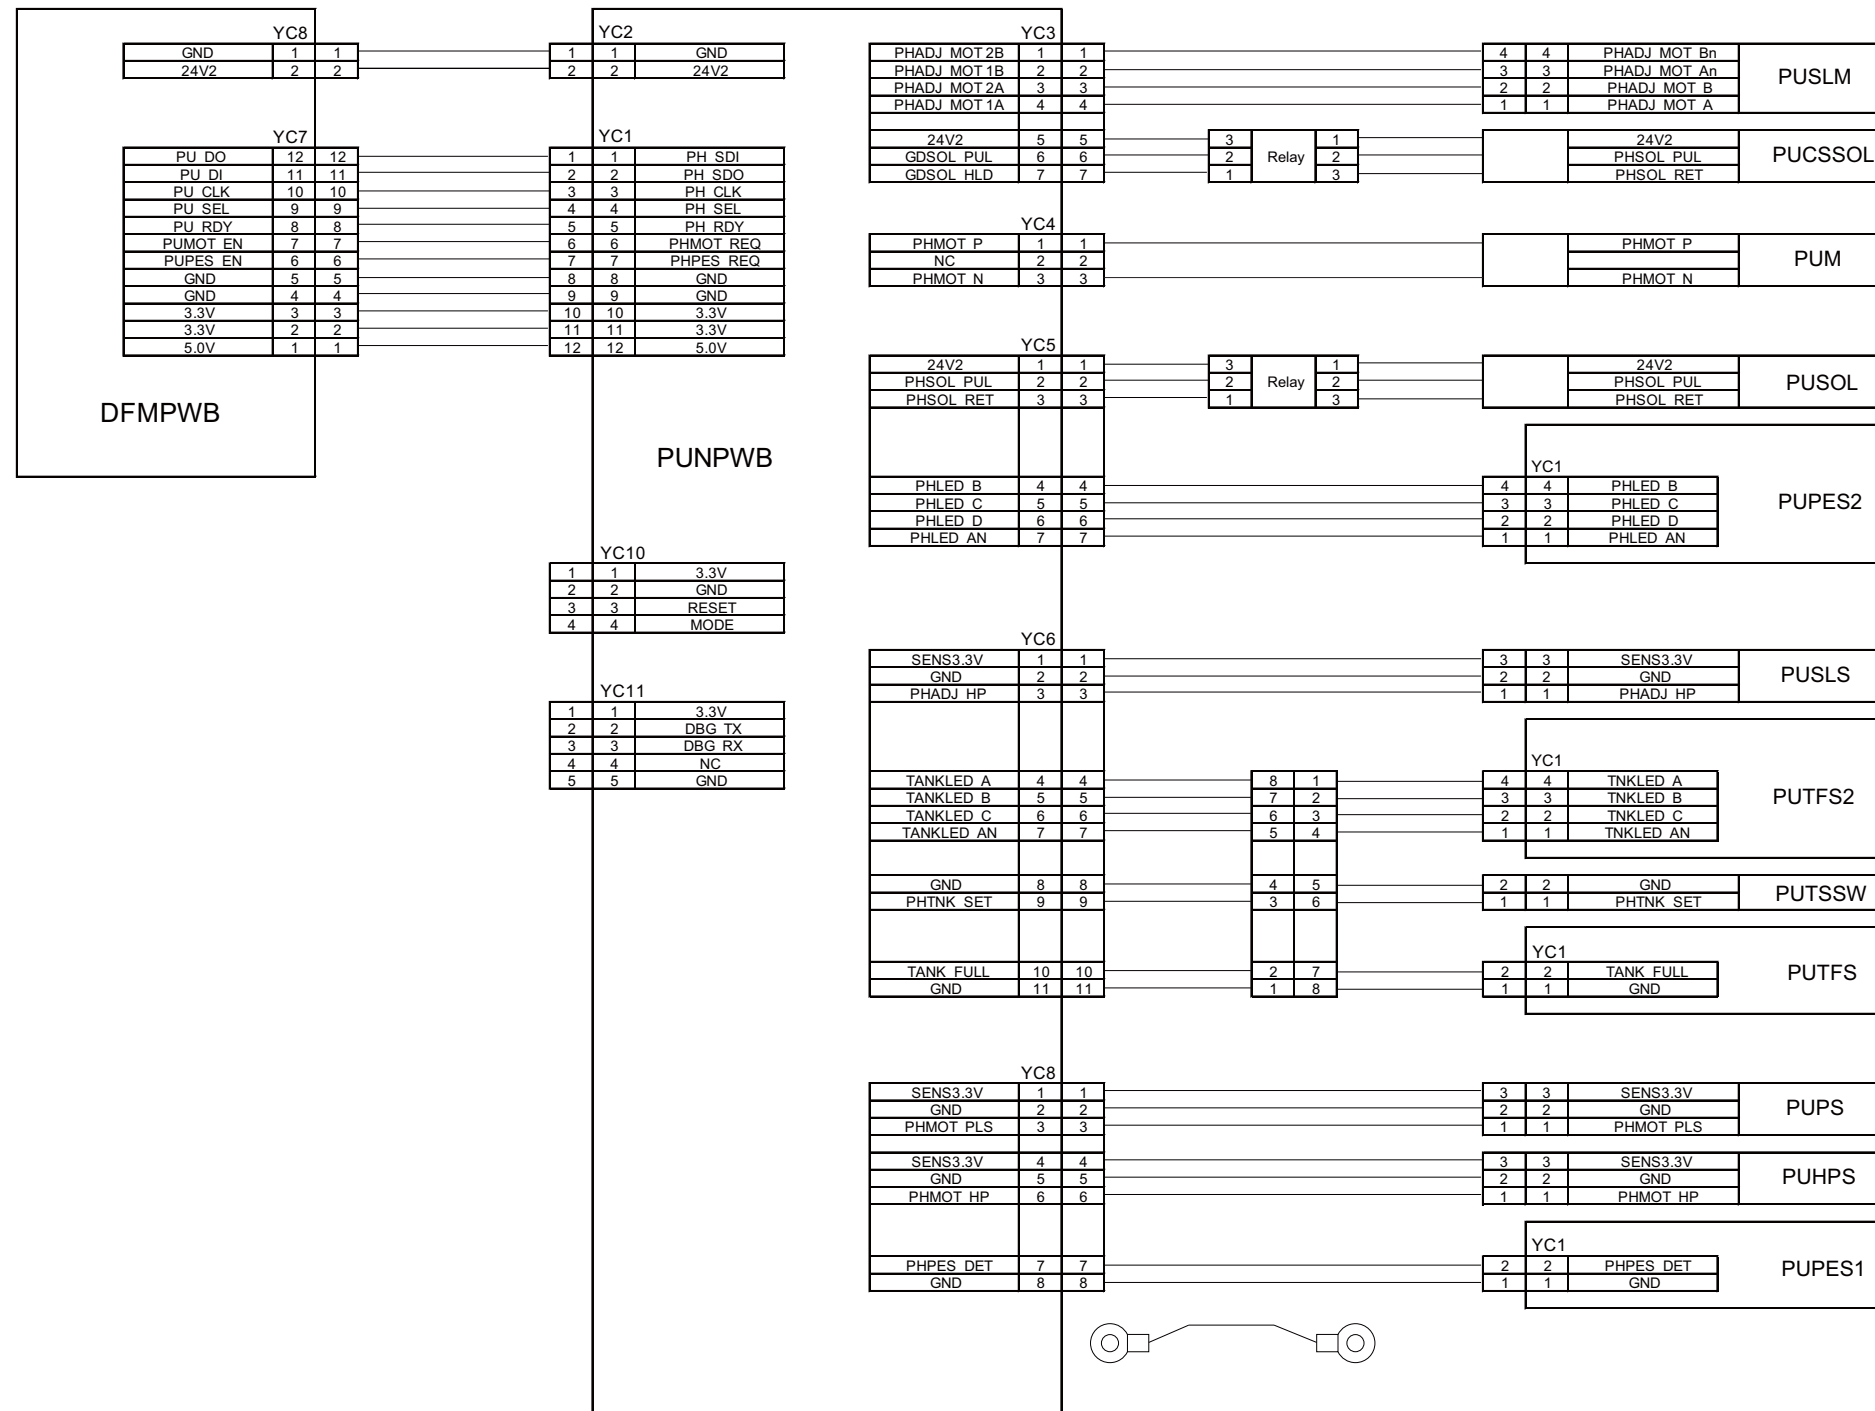 YC8
GND 1 1
24V2 2 2
YC7
PU DO 12 12
PU DI 11 11
PU CLK 10 10
PU SEL 9 9
PU RDY 8 8
PUMOT EN 7 7
PUPES EN 6 6
GND 5 5
GND 4 4
3.3V 3 3
3.3V 2 2
5.0V 1 1
DFMPWB
YC2
1 1 GND
2 2 24V2
YC1
1 1 PH SDI
2 2 PH SDO
3 3 PH CLK
4 4 PH SEL
5 5 PH RDY
6 6 PHMOT REQ
7 7 PHPES REQ
8 8 GND
9 9 GND
10 10 3.3V
11 11 3.3V
12 12 5.0V
PUNPWB
YC10
1 1 3.3V
2 2 GND
3 3 RESET
4 4 MODE
YC11
1 1 3.3V
2 2 DBG TX
3 3 DBG RX
4 4 NC
5 5 GND
YC3
PHADJ MOT2B 1 1 4 4 PHADJ MOT Bn
PHADJ MOT1B 2 2 3 3 PHADJ MOT An
PHADJ MOT2A 3 3 2 2 PHADJ MOT B
PHADJ MOT1A 4 4 1 1 PHADJ MOT A
PUSLM
24V2 5 5 3 1 24V2
GDSOL PUL 6 6 2 Relay 2 PHSOL PUL
GDSOL HLD 7 7 1 3 PHSOL RET
PUCSSOL
YC4
PHMOT P 1 1 PHMOT P
NC 2 2
PHMOT N 3 3 PHMOT N
PUM
YC5
24V2 1 1 3 1 24V2
PHSOL PUL 2 2 2 Relay 2 PHSOL PUL
PHSOL RET 3 3 1 3 PHSOL RET
PUSOL
YC1
PHLED B 4 4 4 4 PHLED B
PHLED C 5 5 3 3 PHLED C
PHLED D 6 6 2 2 PHLED D
PHLED AN 7 7 1 1 PHLED AN
PUPES2
YC6
SENS3.3V 1 1 3 3 SENS3.3V
GND 2 2 2 2 GND
PHADJ HP 3 3 1 1 PHADJ HP
PUSLS
YC1
TANKLED A 4 4 8 1 4 4 TNKLED A
TANKLED B 5 5 7 2 3 3 TNKLED B
TANKLED C 6 6 6 3 2 2 TNKLED C
TANKLED AN 7 7 5 4 1 1 TNKLED AN
PUTFS2
GND 8 8 4 5 2 2 GND
PHTNK SET 9 9 3 6 1 1 PHTNK SET
PUTSSW
YC1
TANK FULL 10 10 2 7 2 2 TANK FULL
GND 11 11 1 8 1 1 GND
PUTFS
YC8
SENS3.3V 1 1 3 3 SENS3.3V
GND 2 2 2 2 GND
PHMOT PLS 3 3 1 1 PHMOT PLS
PUPS
SENS3.3V 4 4 3 3 SENS3.3V
GND 5 5 2 2 GND
PHMOT HP 6 6 1 1 PHMOT HP
PUHPS
YC1
PHPES DET 7 7 2 2 PHPES DET
GND 8 8 1 1 GND
PUPES1